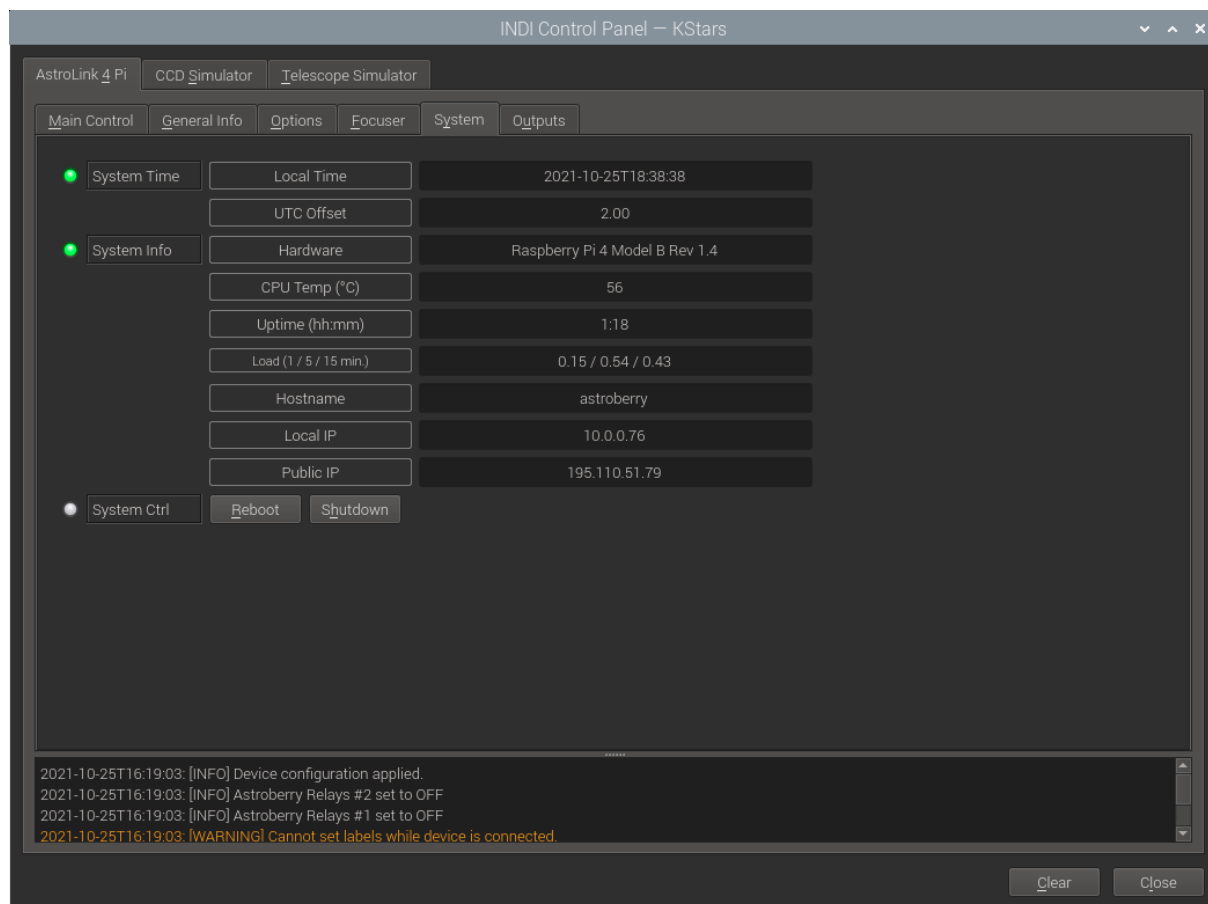 INDI Control Panel — KStars
AstroLink 4 Pi CCD Simulator Telescope Simulator
Main Control General Info Options Focuser System Outputs
System Time Local Time 2021-10-25T18:38:38
UTC Offset 2.00
System Info Hardware Raspberry Pi 4 Model B Rev 1.4
CPU Temp (°C) 56
Uptime (hh:mm) 1:18
Load (1 / 5 / 15 min.) 0.15 / 0.54 / 0.43
Hostname astroberry
Local IP 10.0.0.76
Public IP 195.110.51.79
System Ctrl Reboot Shutdown
2021-10-25T16:19:03: [INFO] Device configuration applied.
2021-10-25T16:19:03: [INFO] Astroberry Relays #2 set to OFF
2021-10-25T16:19:03: [INFO] Astroberry Relays #1 set to OFF
2021-10-25T16:19:03: [WARNING] Cannot set labels while device is connected.
Clear Close